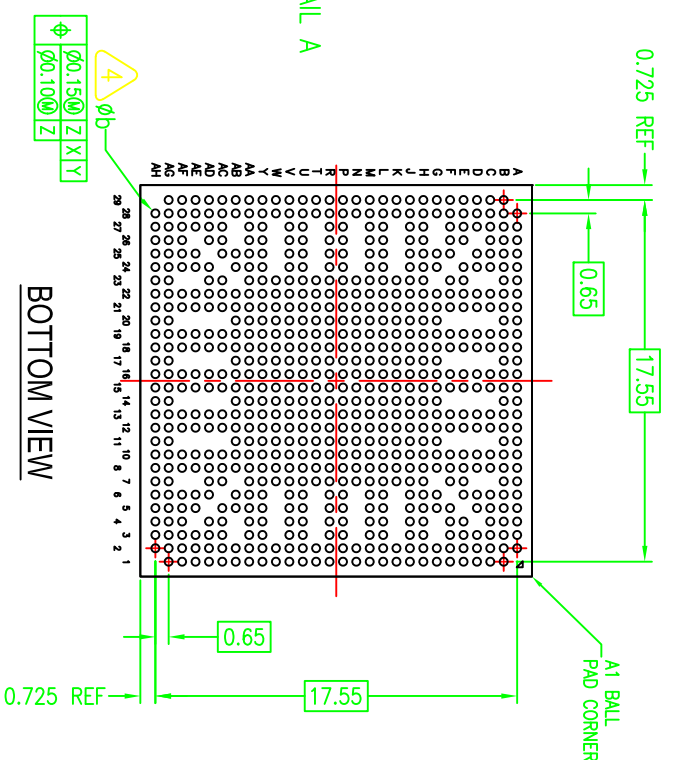 AIL A
0.725 REF
0.65
17.55
A1 BALL
PAD CORNER
4
Øb
Ø0.15Ⓜ Z X Y
Ø0.10Ⓜ Z
AH AG AF AE AD AC AB AA Y W V U T R P N M L K J H G F E D C B A
29 28 27 26 25 24 23 22 21 20 19 18 17 16 15 14 13 12 11 10 8 7 6 5 4 3 2 1
0.65
17.55
0.725 REF
BOTTOM VIEW